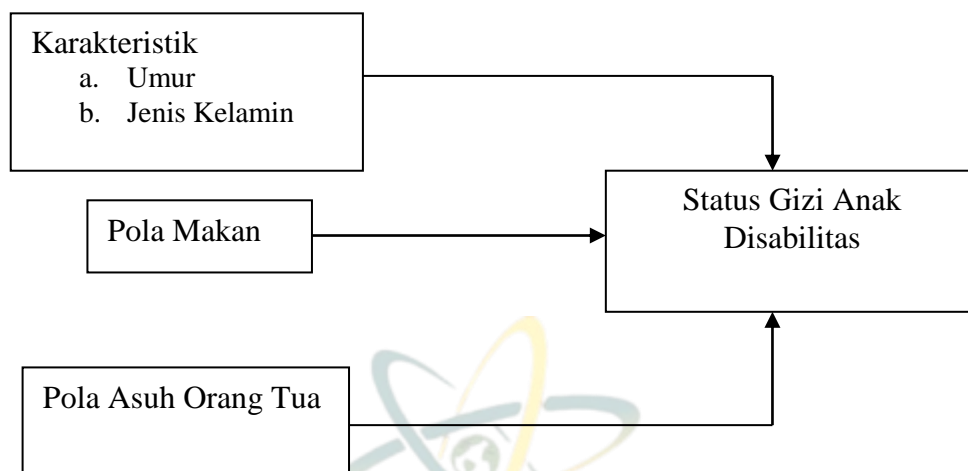 Karakteristik
a. Umur
b. Jenis Kelamin
Status Gizi Anak
Disabilitas
Pola Makan
Pola Asuh Orang Tua